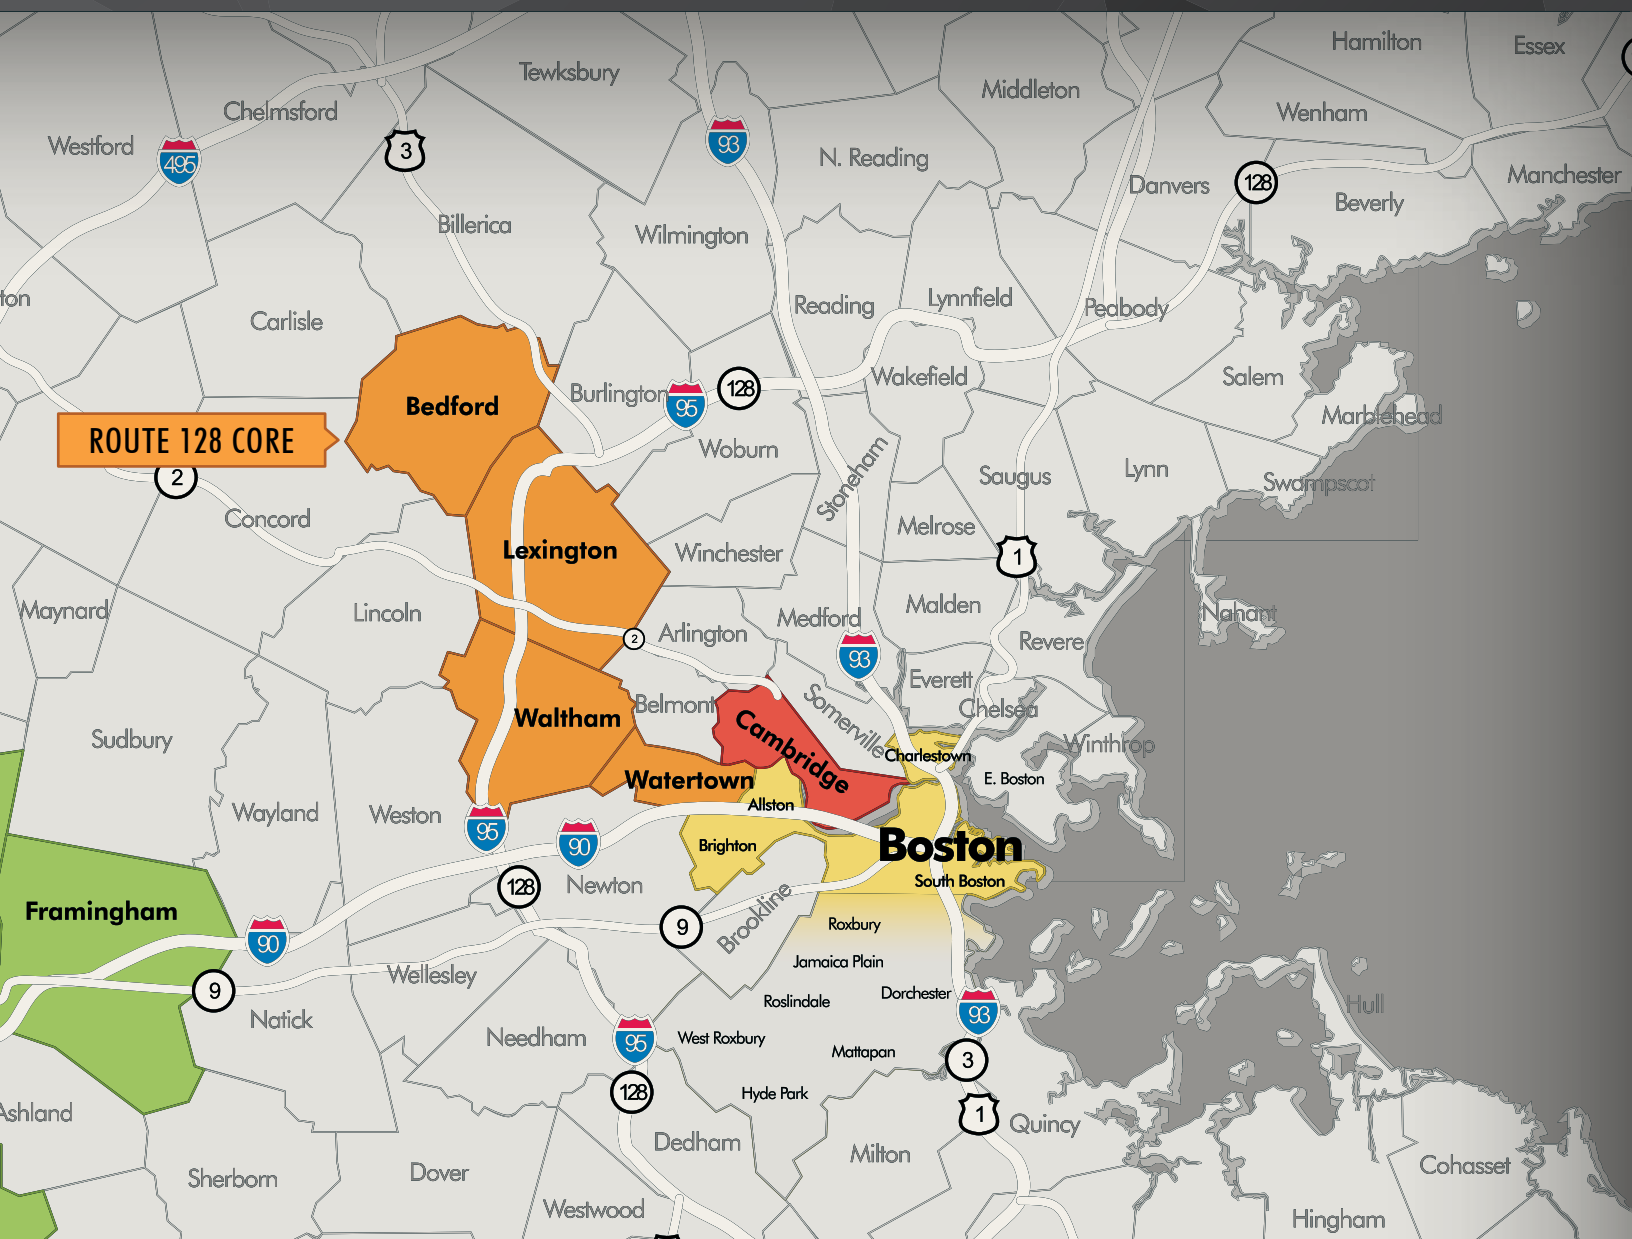 Hamilton
Essex
Tewksbury
Middleton
Chelmsford
Wenham
Westford
495
3
93
N. Reading
Danvers
128
Manchester
Beverly
Billerica
Wilmington
ton
Carlisle
Reading
Lynnfield
Peabody
Burlington
95
128
Wakefield
Salem
Bedford
Marblehead
ROUTE 128 CORE
Woburn
2
Stoneham
Saugus
Lynn
Swampscot
Concord
Melrose
Lexington
Winchester
1
Maynard
Lincoln
Medford
Malden
Nahant
2
Arlington
Revere
93
Everett
Belmont
Somerville
Chelsea
Waltham
Cambridge
Sudbury
Winthrop
Charlestown
Watertown
E. Boston
Allston
Wayland
Weston
95
90
Brighton
Boston
128
Newton
South Boston
Framingham
Brookline
9
Roxbury
90
Jamaica Plain
Wellesley
9
Roslindale
Dorchester
Hull
Natick
93
Needham
95
West Roxbury
Mattapan
3
128
Hyde Park
Ashland
1
Quincy
Dedham
Milton
Cohasset
Sherborn
Dover
Westwood
Hingham